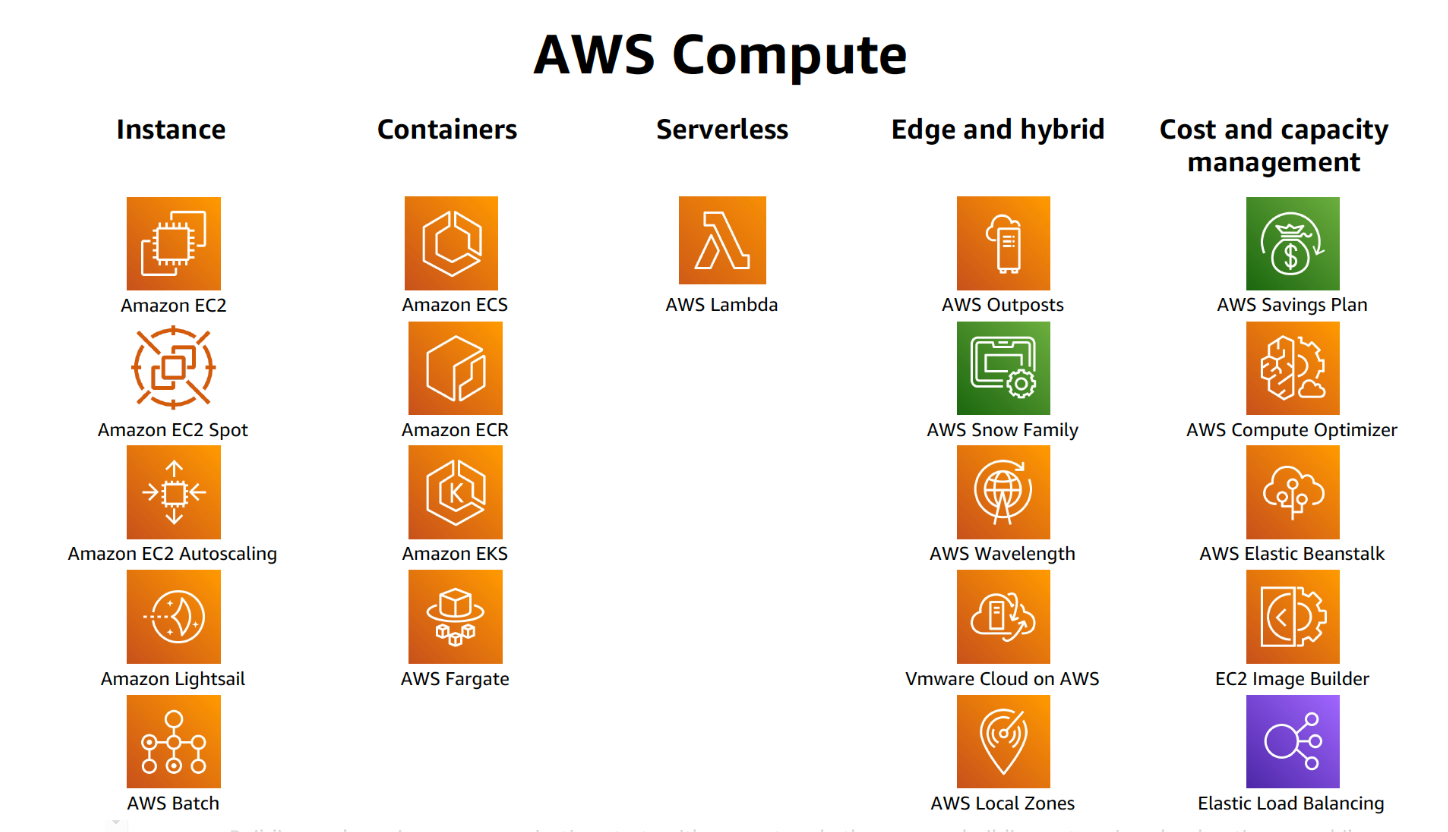 AWS Compute
Instance
Amazon EC2
Amazon EC2 Spot
Amazon EC2 Autoscaling
Amazon Lightsail
AWS Batch
Containers
Amazon ECS
Amazon ECR
K
Amazon EKS
AWS Fargate
Serverless
AWS Lambda
Edge and hybrid
AWS Outposts
AWS Snow Family
AWS Wavelength
Vmware Cloud on AWS
AWS Local Zones
Cost and capacity
management
$
AWS Savings Plan
AWS Compute Optimizer
AWS Elastic Beanstalk
EC2 Image Builder
Elastic Load Balancing